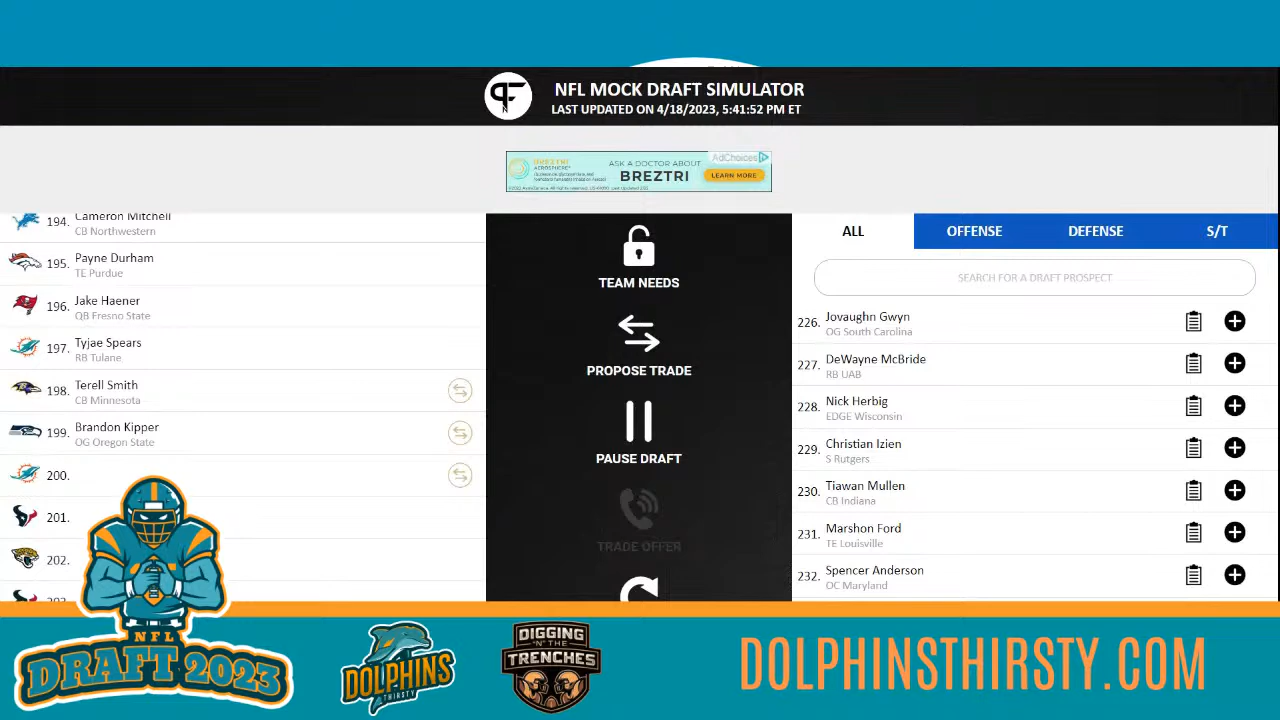 NFL MOCK DRAFT SIMULATOR
LAST UPDATED ON 4/18/2023, 5:41:52 PM ET
PF
N
BREZTRI
AEROSPHERE
ASK A DOCTOR ABOUT
BREZTRI
AdChoices
LEARN MORE
194. Cameron Mitchell
CB Northwestern
195. Payne Durham
TE Purdue
196. Jake Haener
QB Fresno State
197. Tyjae Spears
RB Tulane
198. Terell Smith
CB Minnesota
199. Brandon Kipper
OG Oregon State
200.
201.
202.
TEAM NEEDS
PROPOSE TRADE
PAUSE DRAFT
TRADE OFFER
ALL
OFFENSE
DEFENSE
S/T
SEARCH FOR A DRAFT PROSPECT
226. Jovaughn Gwyn
OG South Carolina
227. DeWayne McBride
RB UAB
228. Nick Herbig
EDGE Wisconsin
229. Christian Izien
S Rutgers
230. Tiawan Mullen
CB Indiana
231. Marshon Ford
TE Louisville
232. Spencer Anderson
OC Maryland
NFL
DRAFT 2023
DOLPHINS
THIRSTY
DIGGING
"N" THE
TRENCHES
DOLPHINSTHIRSTY.COM